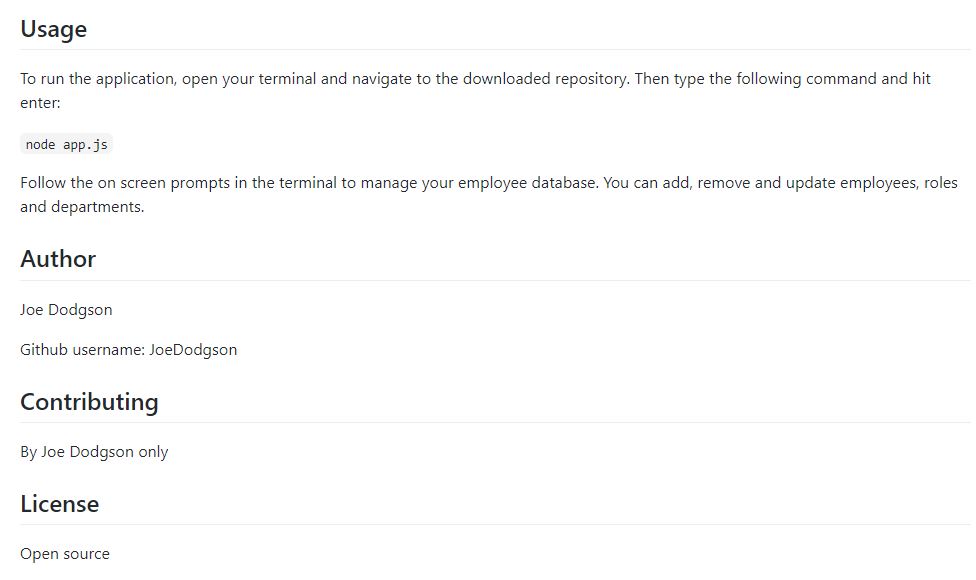 Usage
To run the application, open your terminal and navigate to the downloaded repository. Then type the following command and hit
enter:
node app.js
Follow the on screen prompts in the terminal to manage your employee database. You can add, remove and update employees, roles
and departments.
Author
Joe Dodgson
Github username: JoeDodgson
Contributing
By Joe Dodgson only
License
Open source